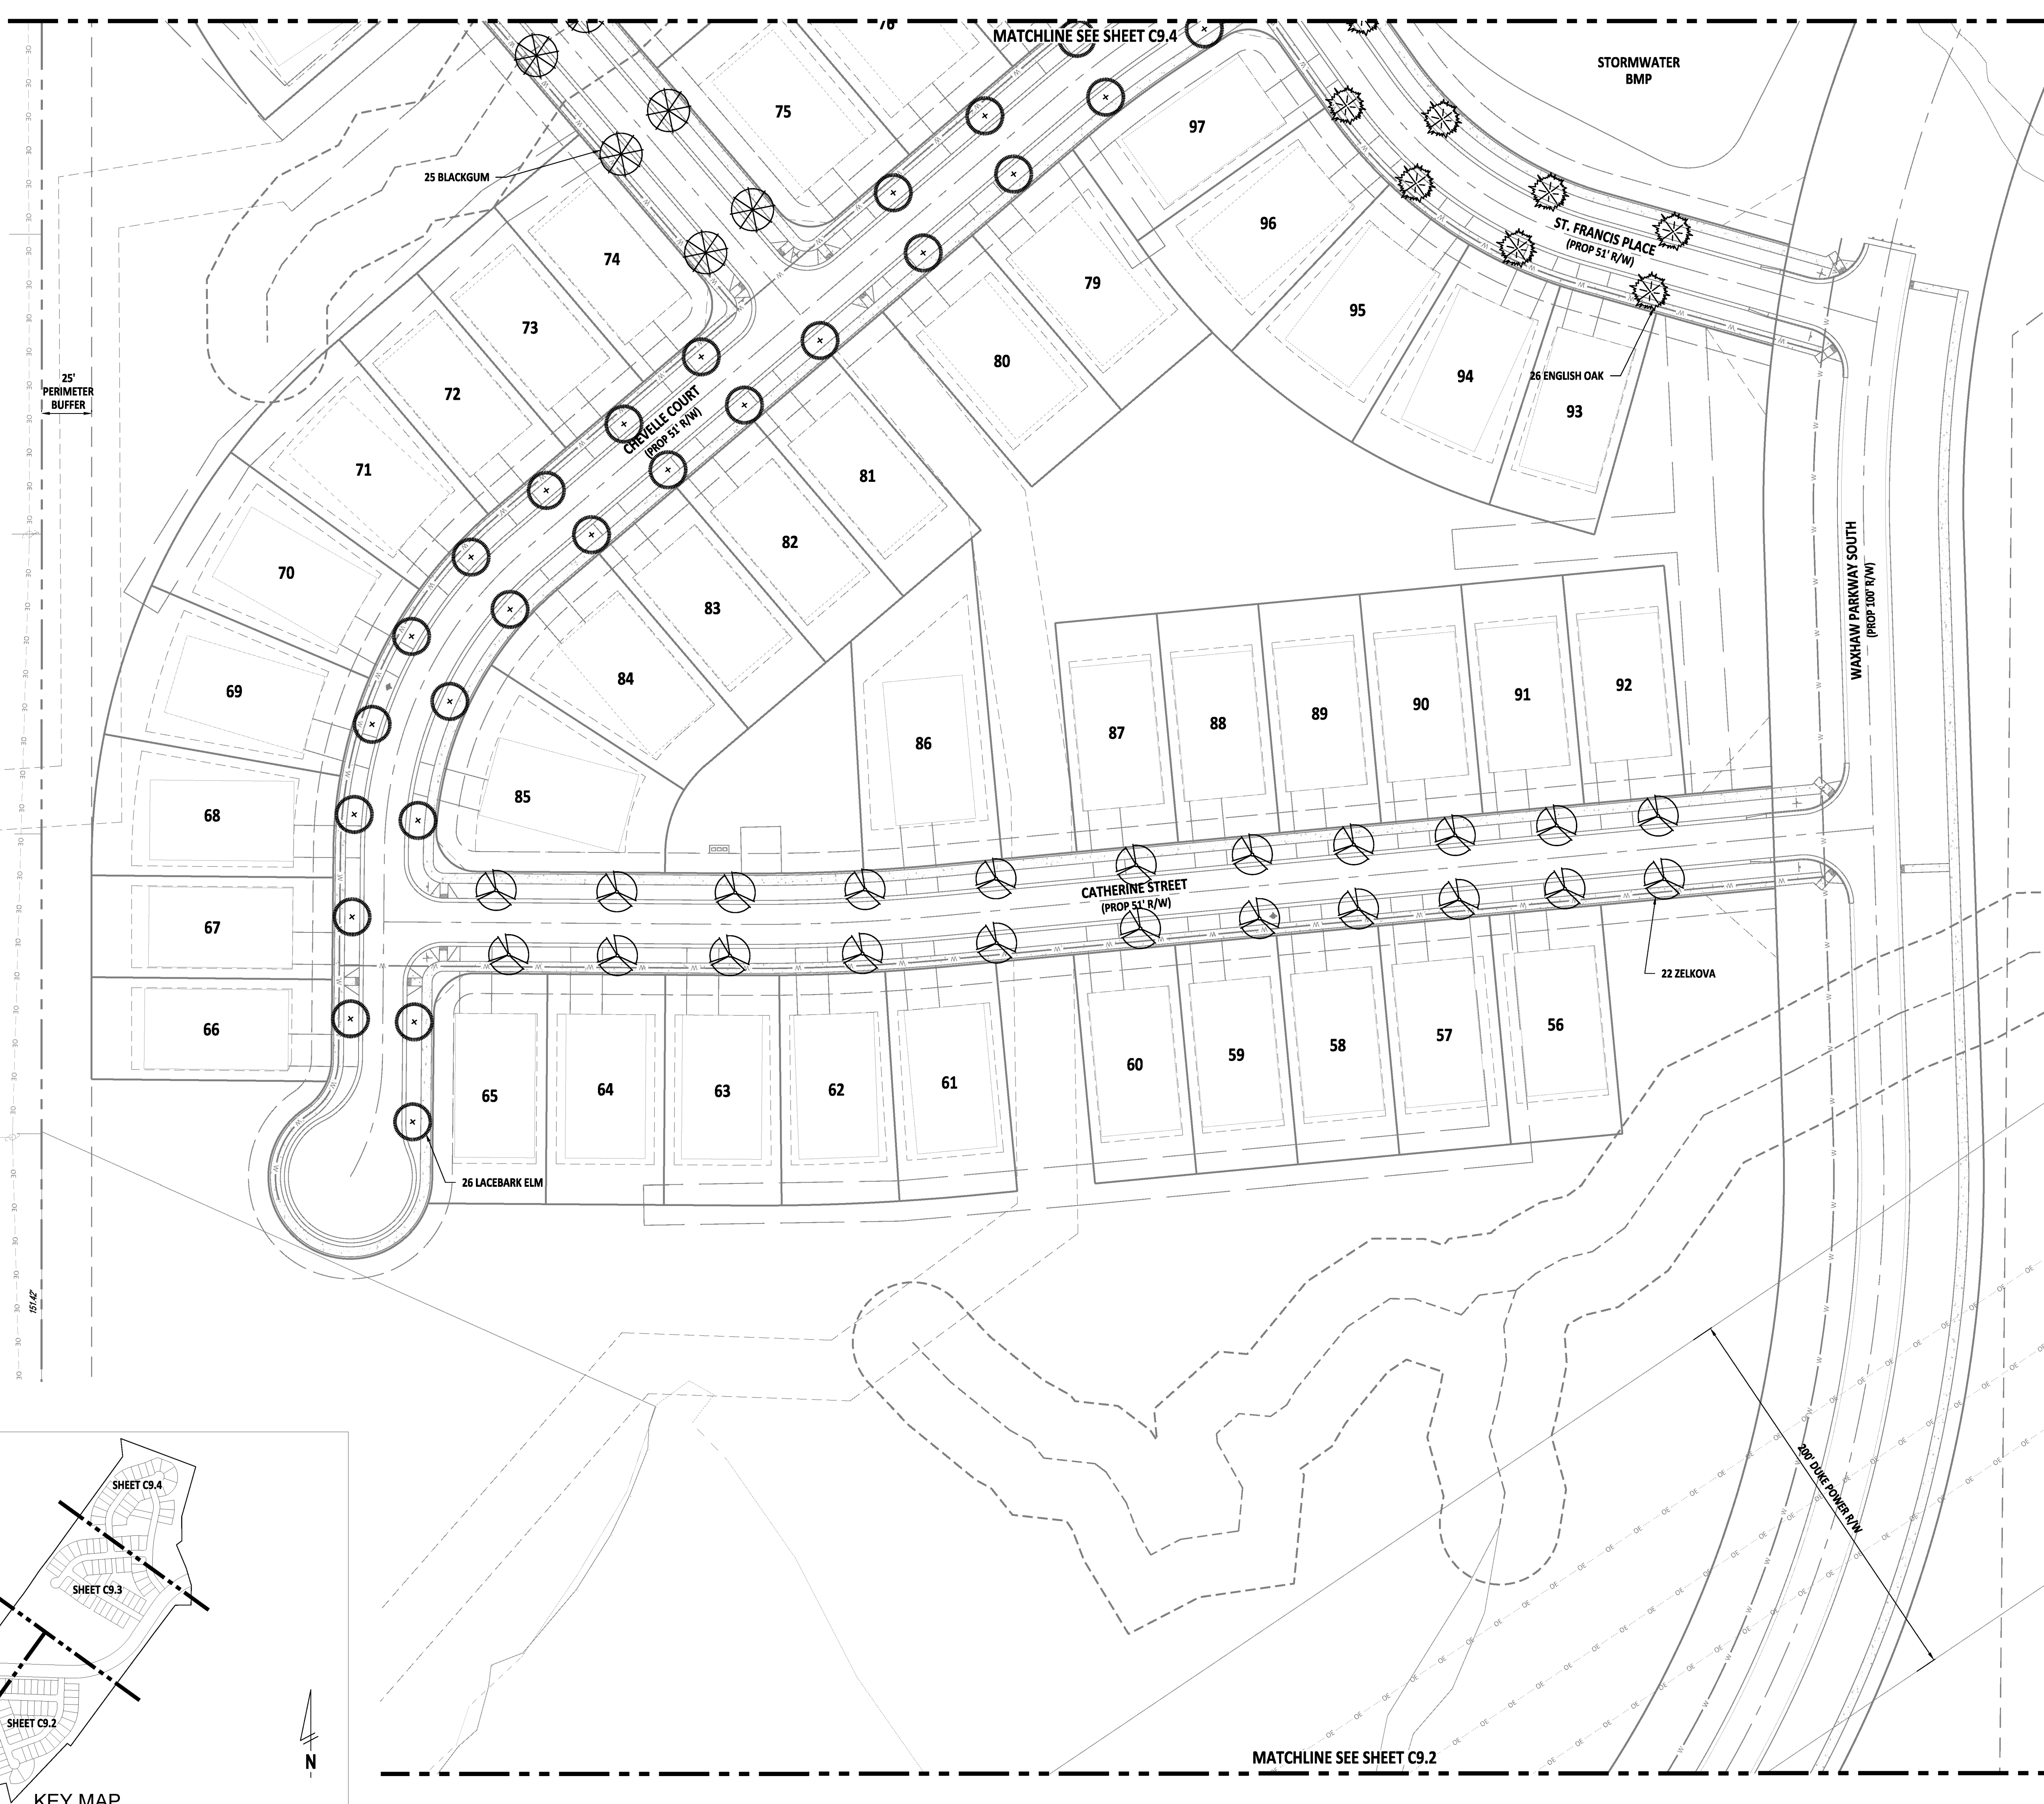 76
MATCHLINE SEE SHEET C9.4
STORMWATER
BMP
75
97
25 BLACKGUM
96
ST. FRANCIS PLACE
(PROP 51' R/W)
74
79
73
95
80
25'
PERIMETER
BUFFER
72
94
26 ENGLISH OAK
93
CHEVELLE COURT
(PROP 51' R/W)
71
81
82
70
WAXHAW PARKWAY SOUTH
(PROP 100' R/W)
83
84
69
92
91
90
89
88
87
86
85
68
CATHERINE STREET
(PROP 51' R/W)
67
22 ZELKOVA
66
56
57
58
59
60
61
62
63
64
65
26 LACEBARK ELM
151.42'
200' DUKE POWER R/W
SHEET C9.4
SHEET C9.3
SHEET C9.2
N
KEY MAP
MATCHLINE SEE SHEET C9.2